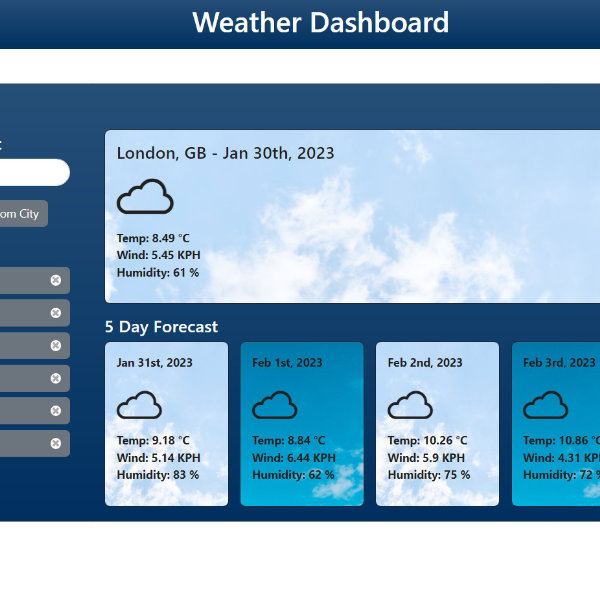 Weather Dashboard
om City
London, GB - Jan 30th, 2023
Temp: 8.49 °C
Wind: 5.45 KPH
Humidity: 61 %
5 Day Forecast
Jan 31st, 2023
Temp: 9.18 °C
Wind: 5.14 KPH
Humidity: 83 %
Feb 1st, 2023
Temp: 8.84 °C
Wind: 6.44 KPH
Humidity: 62 %
Feb 2nd, 2023
Temp: 10.26 °C
Wind: 5.9 KPH
Humidity: 75 %
Feb 3rd, 2023
Temp: 10.86 °C
Wind: 4.31 KP
Humidity: 72 %